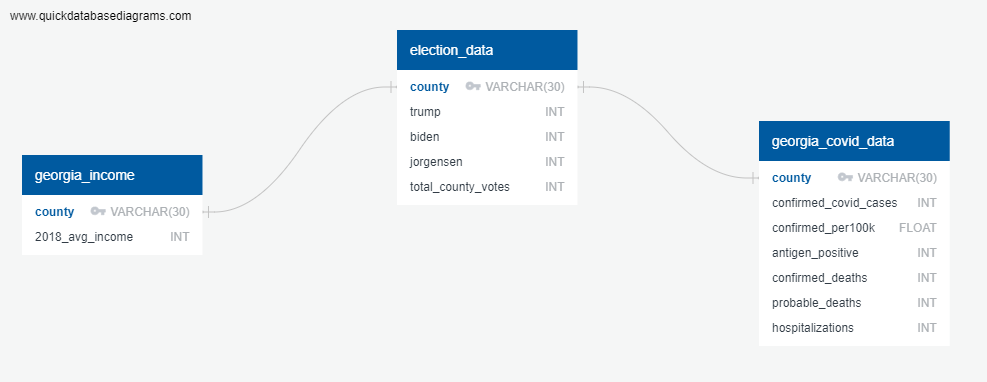 www.quickdatabasediagrams.com
election_data
county VARCHAR(30)
trump INT
biden INT
jorgensen INT
total_county_votes INT
georgia_income
county VARCHAR(30)
2018_avg_income INT
georgia_covid_data
county VARCHAR(30)
confirmed_covid_cases INT
confirmed_per100k FLOAT
antigen_positive INT
confirmed_deaths INT
probable_deaths INT
hospitalizations INT